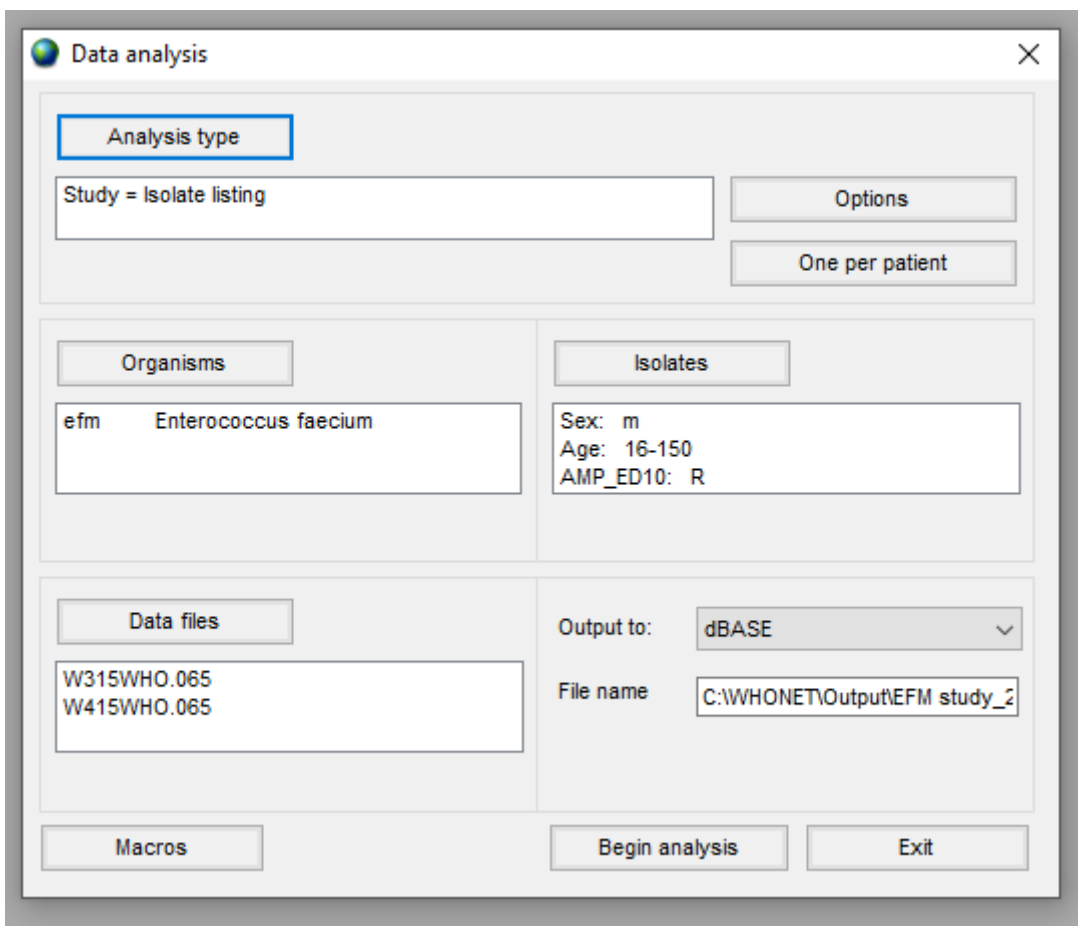 Data analysis
Analysis type
Study = Isolate listing
Options
One per patient
Organisms
efm Enterococcus faecium
Isolates
Sex: m
Age: 16-150
AMP_ED10: R
Data files
W315WHO.065
W415WHO.065
Output to: dBASE
File name C:\WHONET\Output\EFM study_2
Macros
Begin analysis
Exit